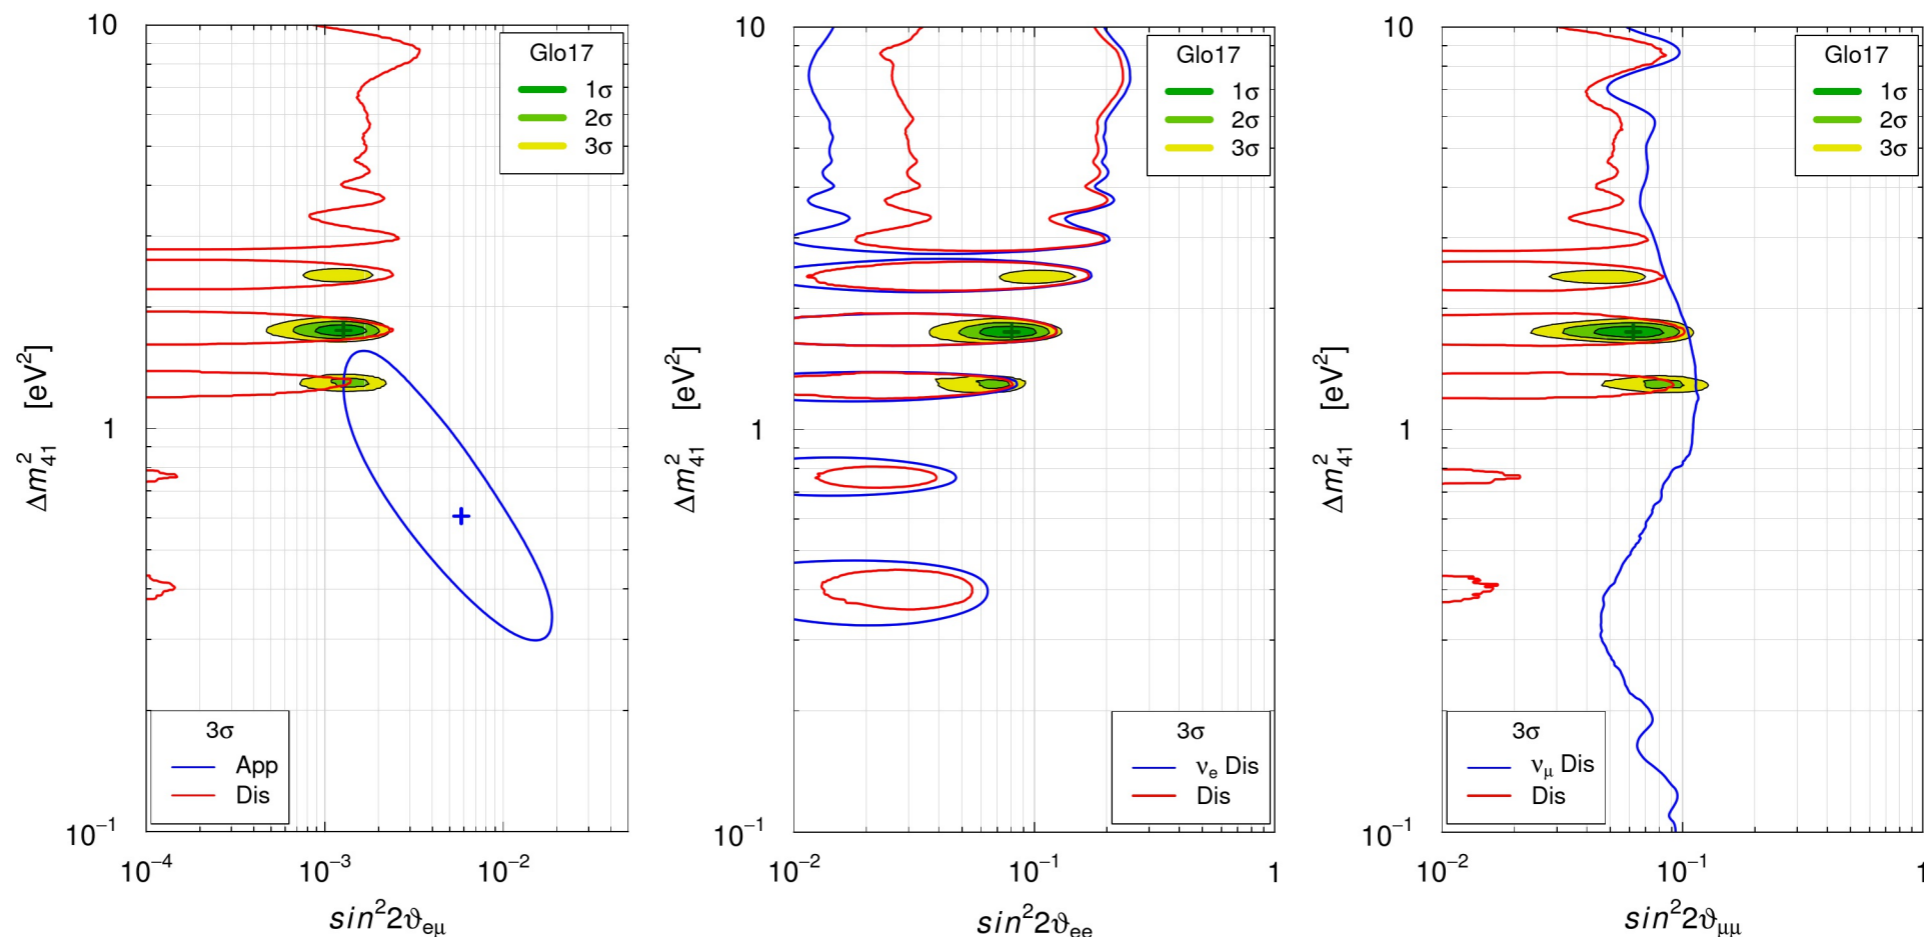 10
1
10⁻¹
Δm²₄₁ [eV²]
Glo17
1σ
2σ
3σ
3σ
App
Dis
10⁻⁴
10⁻³
10⁻²
sin²2ϑeμ
10
1
10⁻¹
Δm²₄₁ [eV²]
Glo17
1σ
2σ
3σ
3σ
νe Dis
Dis
10⁻²
10⁻¹
1
sin²2ϑee
10
1
10⁻¹
Δm²₄₁ [eV²]
Glo17
1σ
2σ
3σ
3σ
νμ Dis
Dis
10⁻²
10⁻¹
1
sin²2ϑμμ